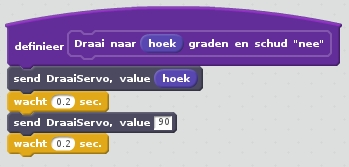 definieer Draai naar hoek graden en schud "nee"
send DraaiServo, value hoek
wacht 0.2 sec.
send DraaiServo, value 90
wacht 0.2 sec.